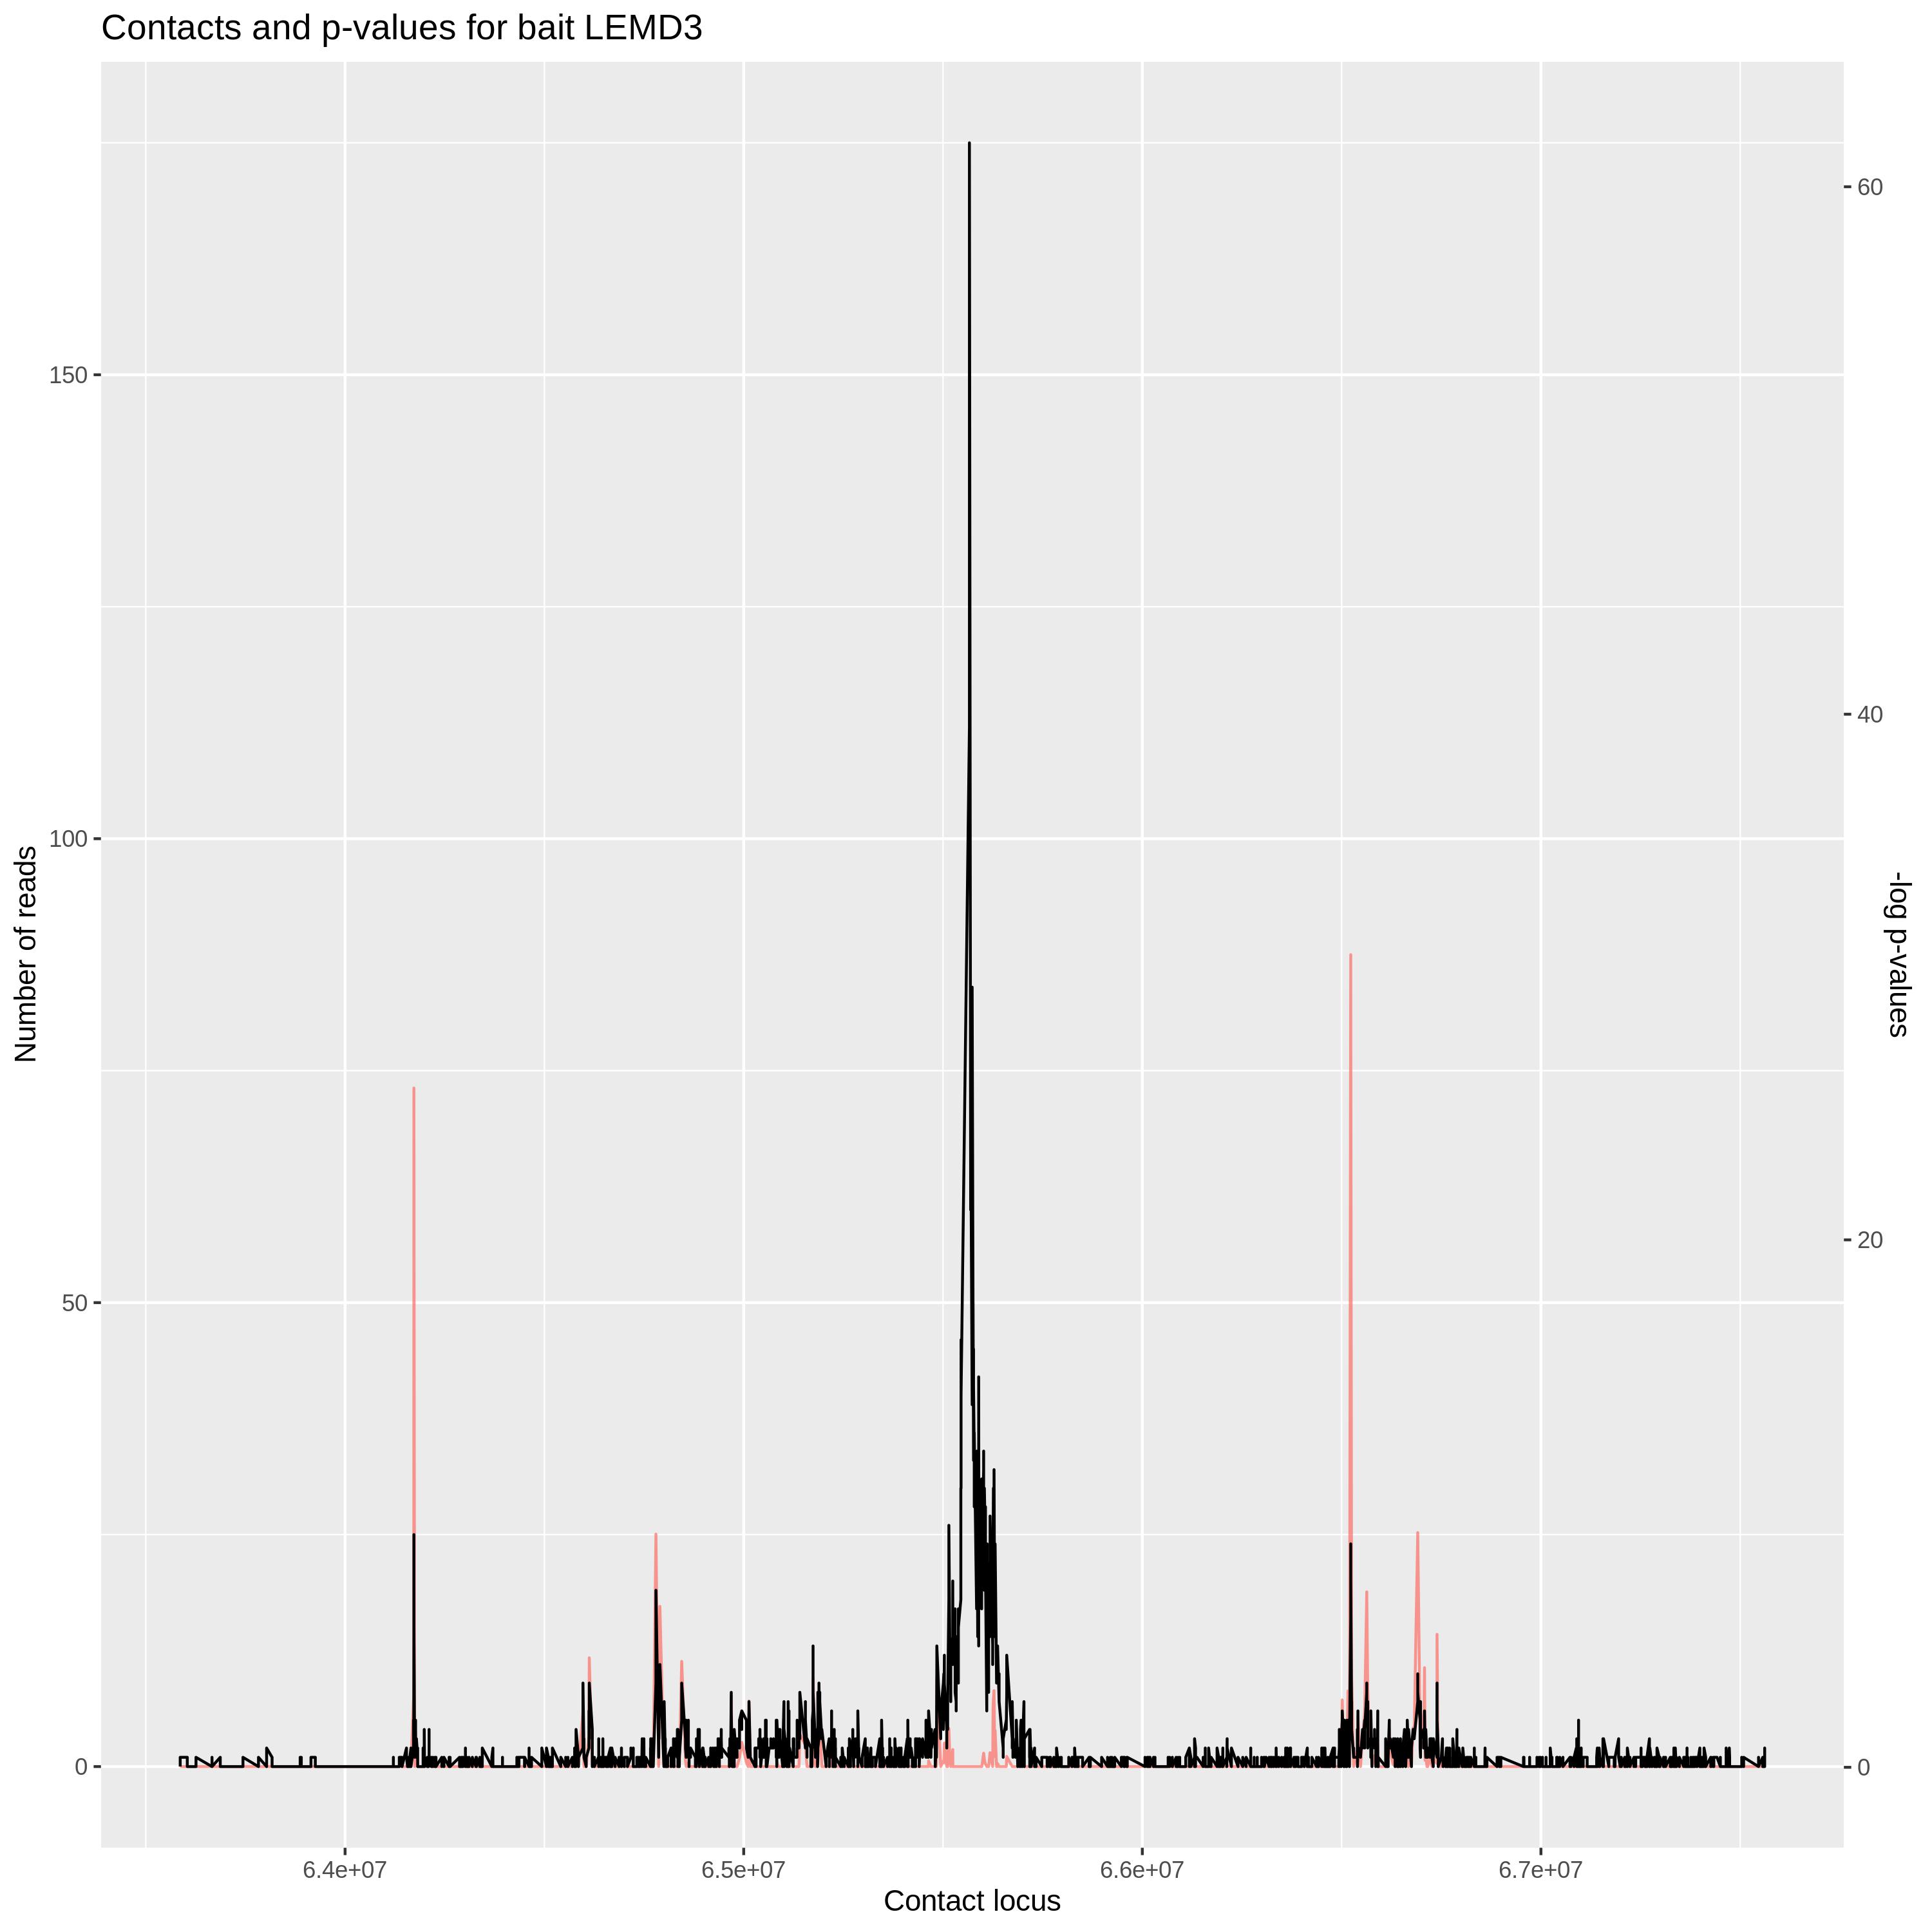 Contacts and p-values for bait LEMD3
Number of reads
150
100
50
0
60
40
20
0
-log p-values
6.4e+07
6.5e+07
6.6e+07
6.7e+07
Contact locus